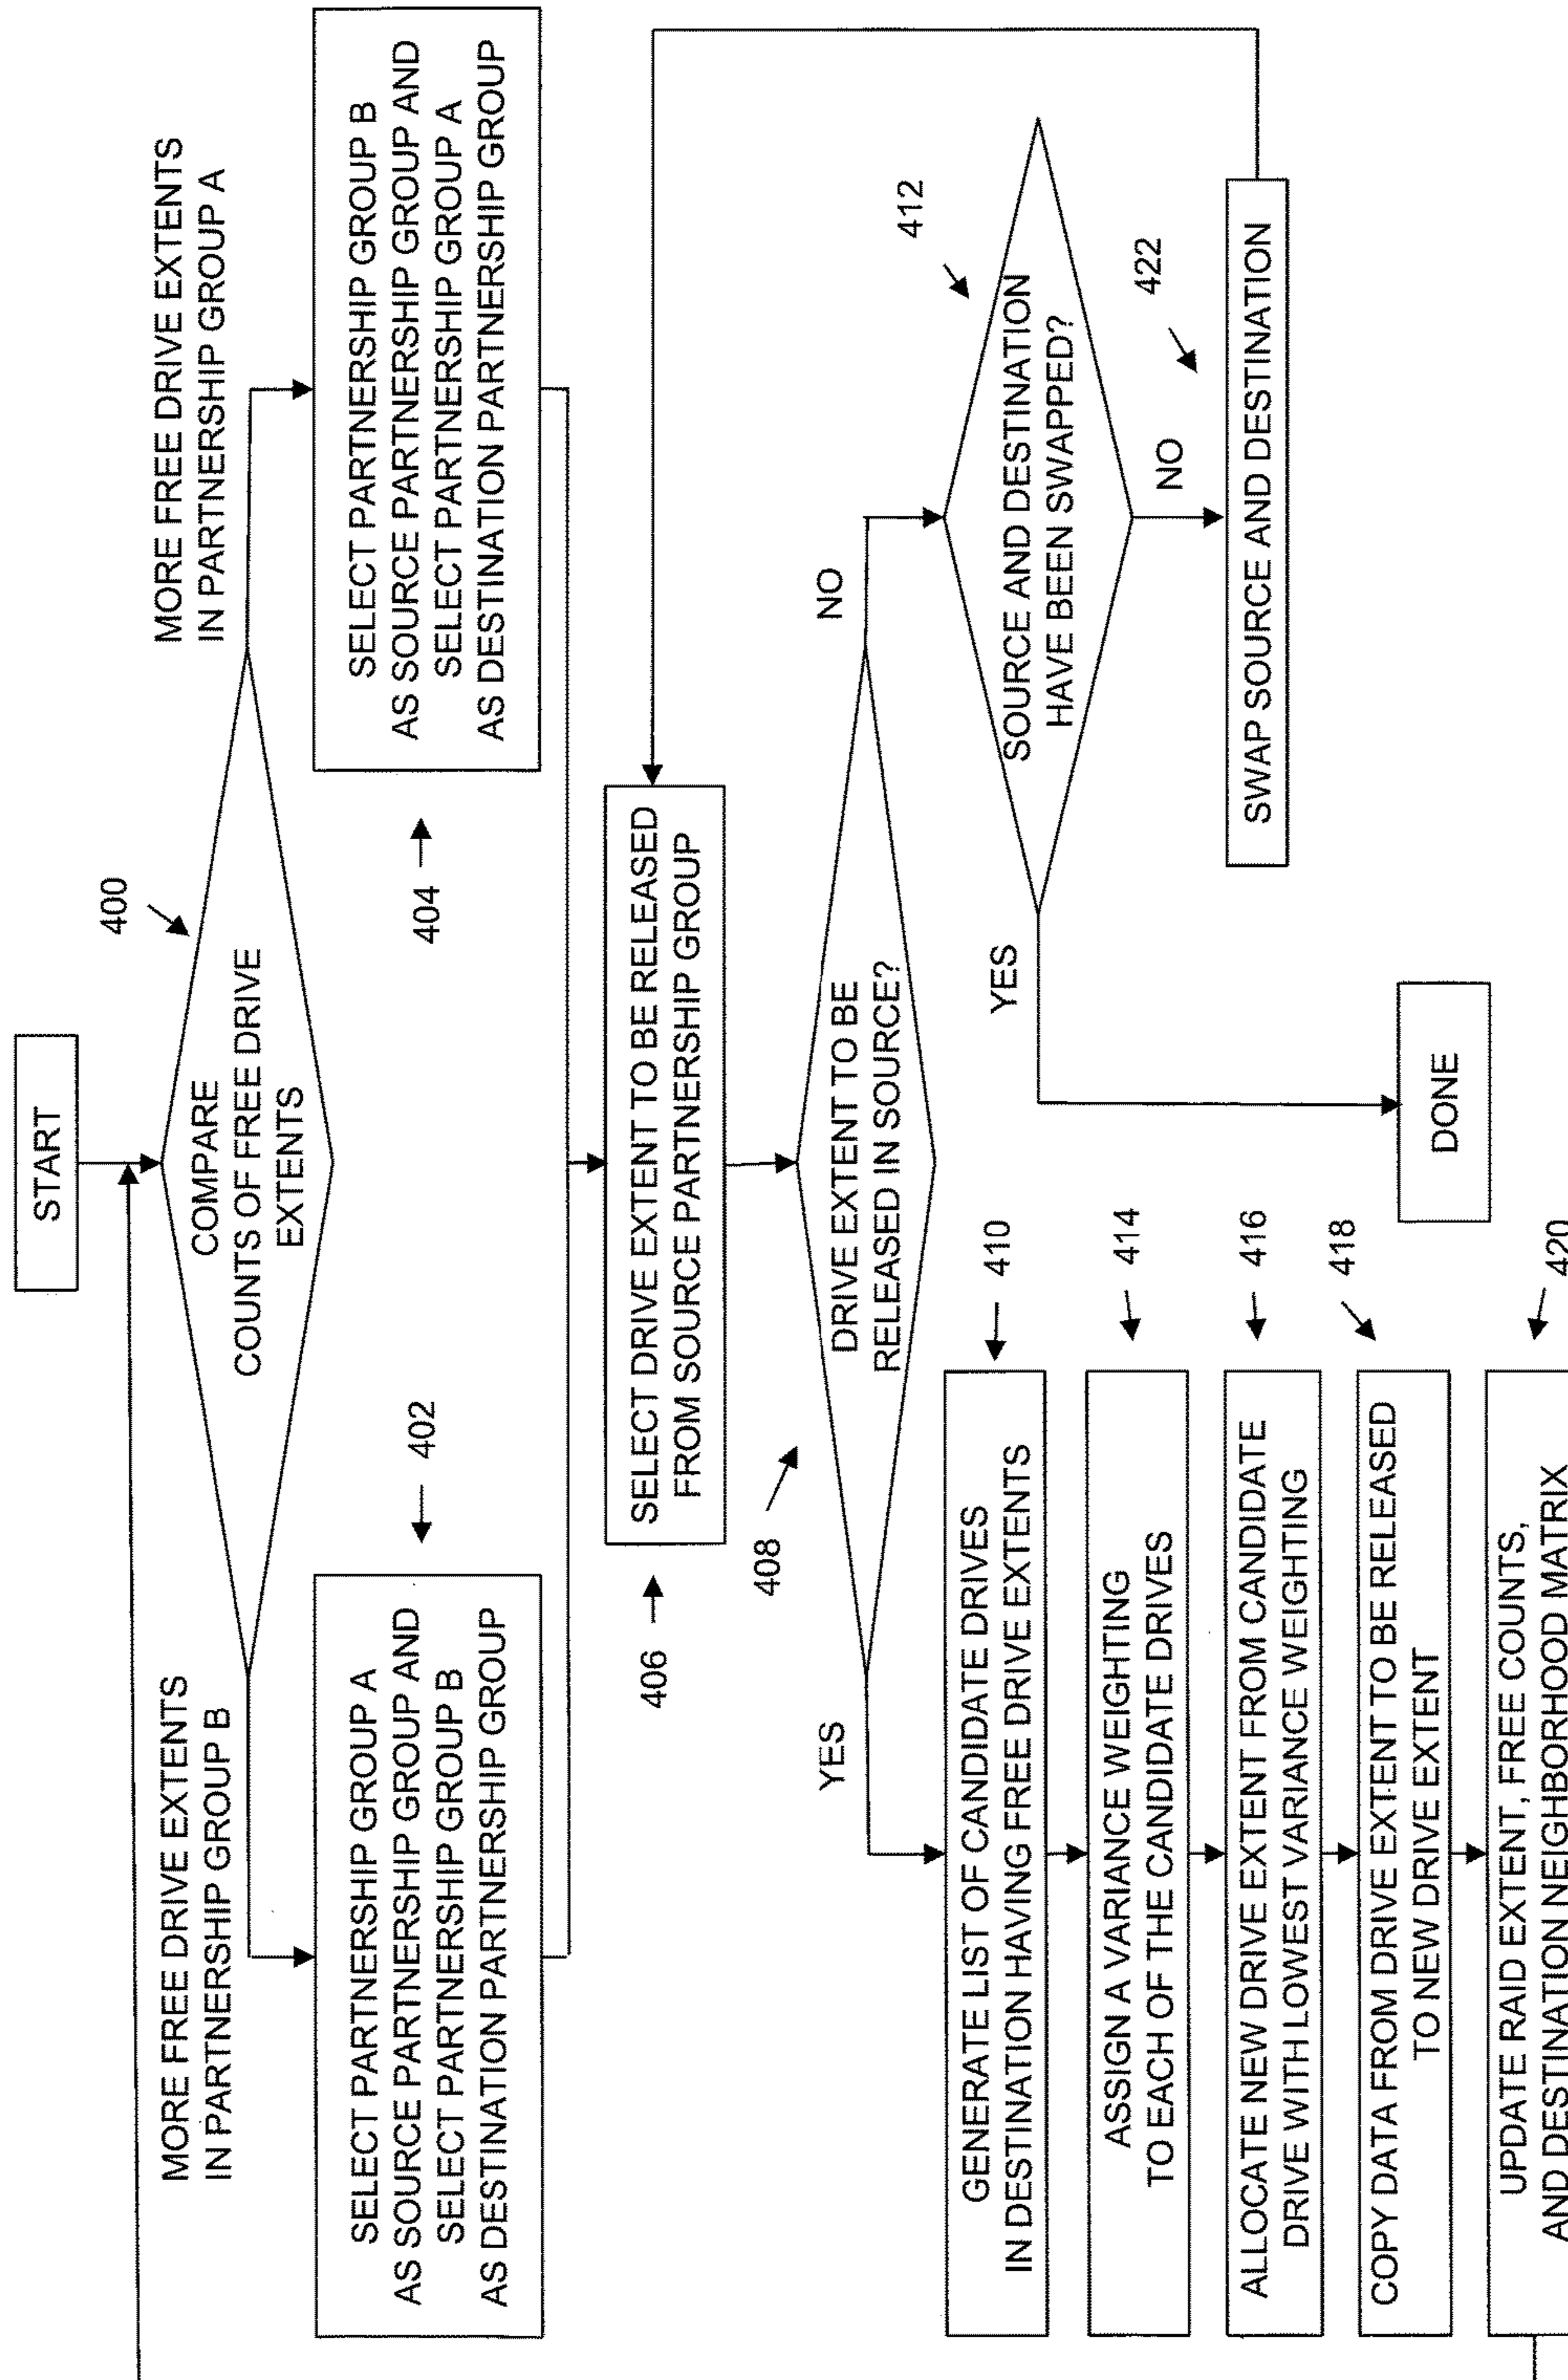 START
400
COMPARE
COUNTS OF FREE DRIVE
EXTENTS
MORE FREE EXTENTS
IN PARTNERSHIP GROUP B
MORE FREE DRIVE EXTENTS
IN PARTNERSHIP GROUP A
SELECT PARTNERSHIP GROUP A
AS SOURCE PARTNERSHIP GROUP AND
SELECT PARTNERSHIP GROUP B
AS DESTINATION PARTNERSHIP GROUP
402
404
SELECT PARTNERSHIP GROUP B
AS SOURCE PARTNERSHIP GROUP AND
SELECT PARTNERSHIP GROUP A
AS DESTINATION PARTNERSHIP GROUP
406
SELECT DRIVE EXTENT TO BE RELEASED
FROM SOURCE PARTNERSHIP GROUP
408
DRIVE EXTENT TO BE
RELEASED IN SOURCE?
YES
NO
GENERATE LIST OF CANDIDATE DRIVES
IN DESTINATION HAVING FREE DRIVE EXTENTS
410
ASSIGN A VARIANCE WEIGHTING
TO EACH OF THE CANDIDATE DRIVES
414
ALLOCATE NEW DRIVE EXTENT FROM CANDIDATE
DRIVE WITH LOWEST VARIANCE WEIGHTING
416
COPY DATA FROM DRIVE EXTENT TO BE RELEASED
TO NEW DRIVE EXTENT
418
UPDATE RAID EXTENT, FREE COUNTS,
AND DESTINATION NEIGHBORHOOD MATRIX
420
412
SOURCE AND DESTINATION
HAVE BEEN SWAPPED?
YES
NO
422
SWAP SOURCE AND DESTINATION
DONE